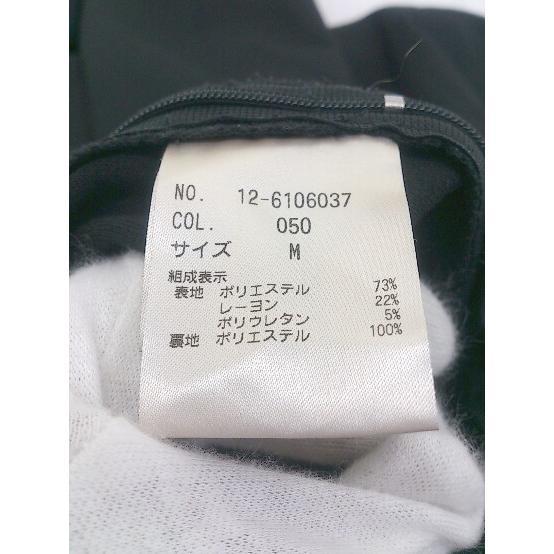 NO. 12-6106037
COL. 050
サイズ M
組成表示
表地 ポリエステル 73%
レーヨン 22%
ポリウレタン 5%
裏地 ポリエステル 100%